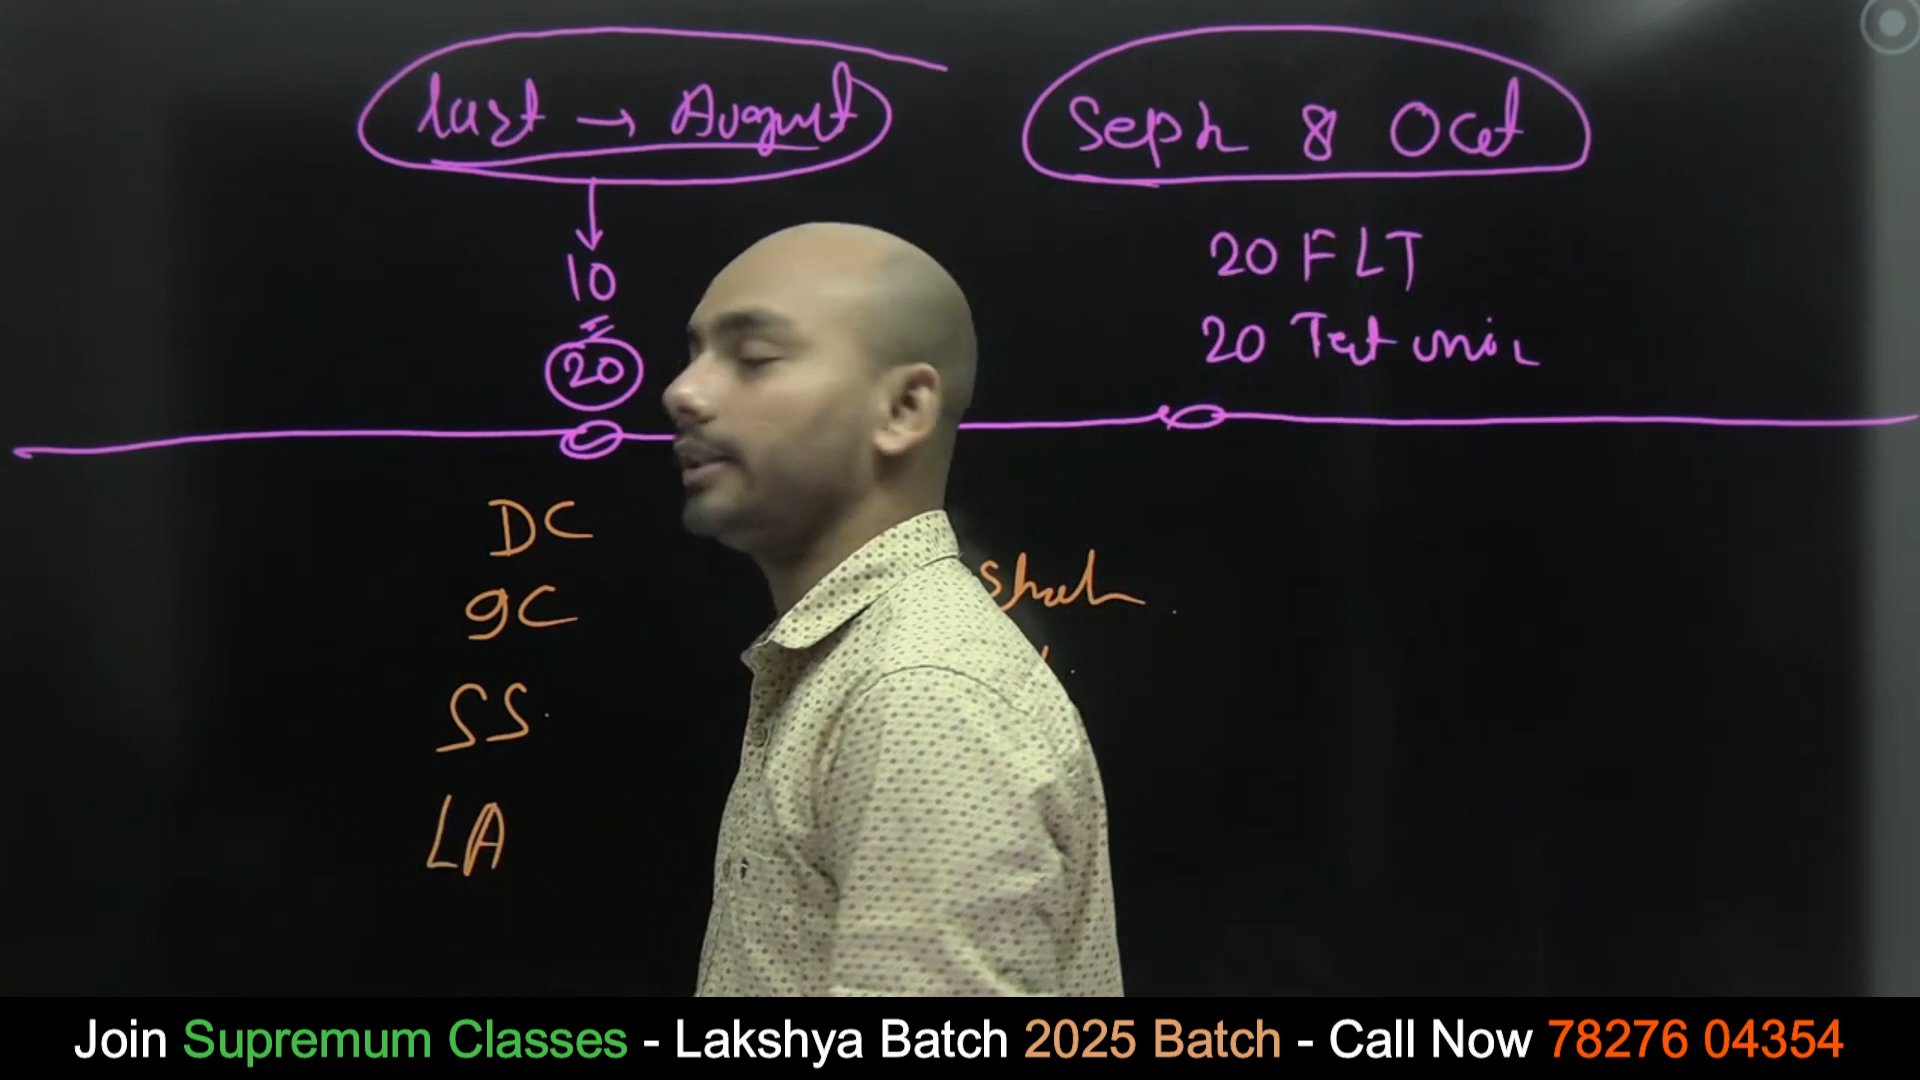 last → August
Sept & Oct
10
20
20 FLT
20 Test unit
DC
SS
LA
Join Supremum Classes - Lakshya Batch 2025 Batch - Call Now 78276 04354